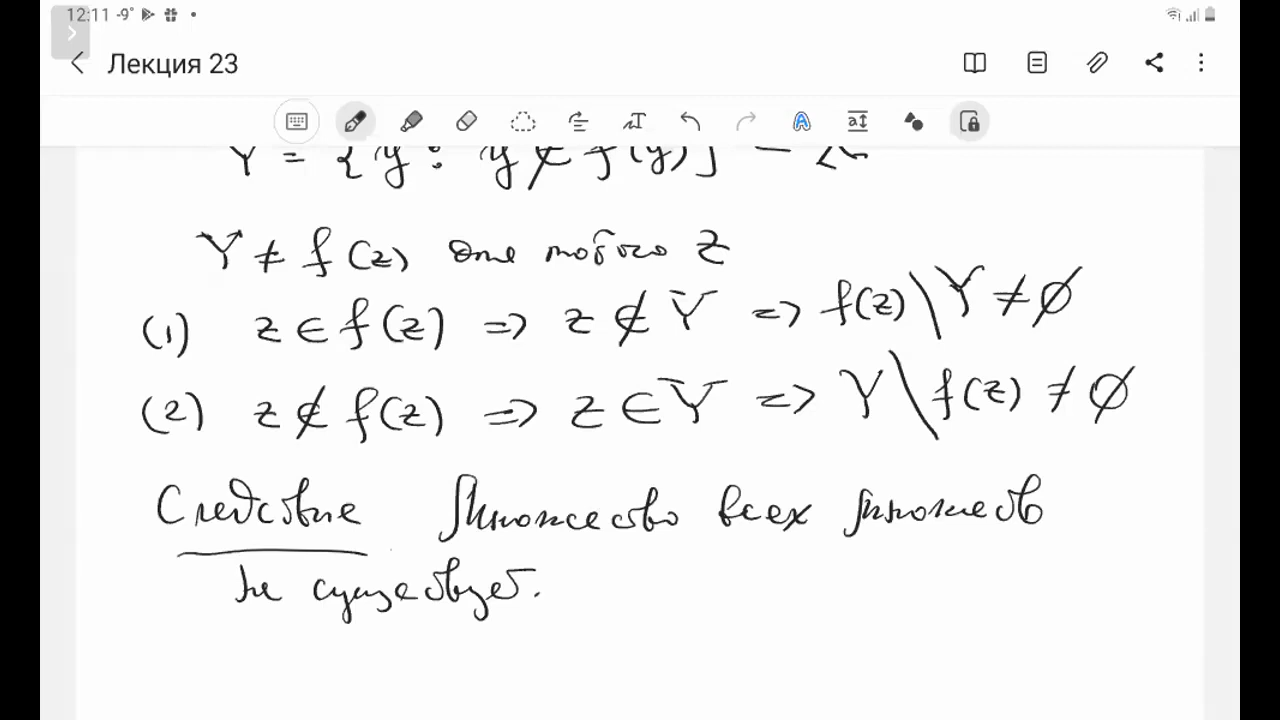 12:11 -9°
Лекция 23
Y = {y : y ∉ f(y)}
Y ≠ f(z) для любого z
(1) z ∈ f(z) => z ∉ Y => f(z) \ Y ≠ ∅
(2) z ∉ f(z) => z ∈ Y => Y \ f(z) ≠ ∅
Следствие Множество всех множеств
не существует.